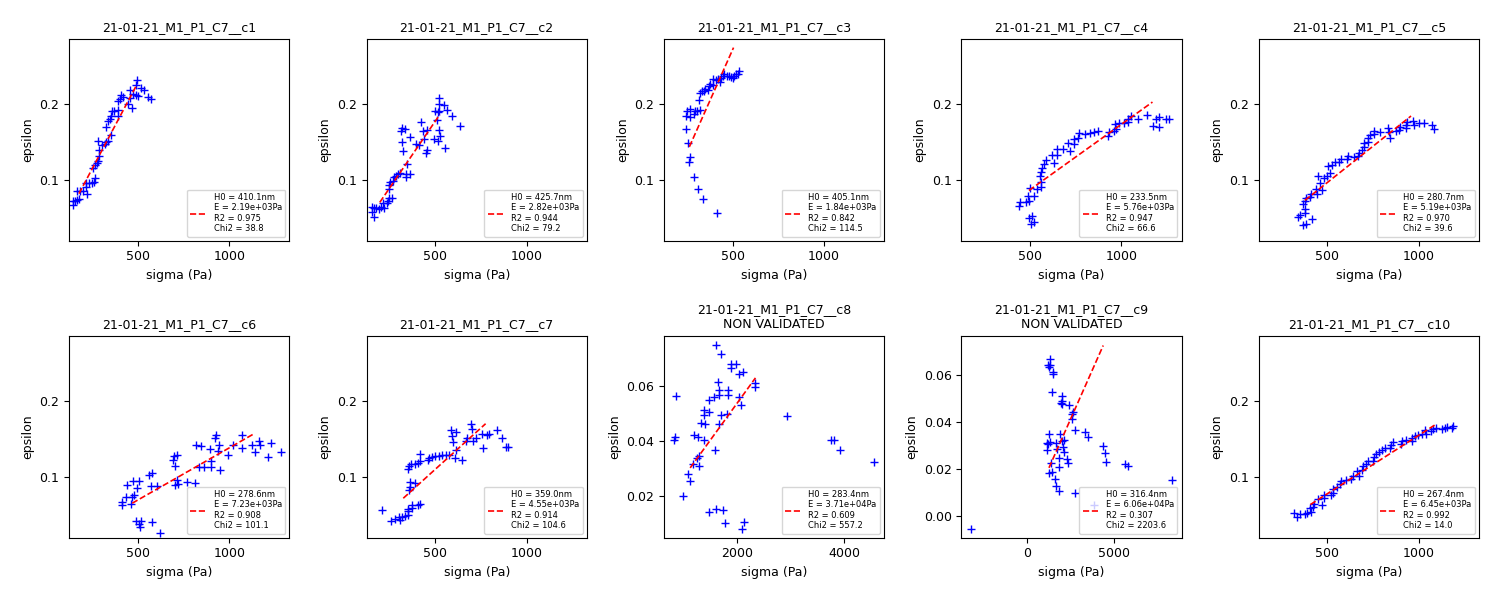 21-01-21_M1_P1_C7__c1
epsilon
0.2
0.1
H0 = 410.1nm
E = 2.19e+03Pa
R2 = 0.975
Chi2 = 38.8
500
1000
sigma (Pa)
21-01-21_M1_P1_C7__c2
epsilon
0.2
0.1
H0 = 425.7nm
E = 2.82e+03Pa
R2 = 0.944
Chi2 = 79.2
500
1000
sigma (Pa)
21-01-21_M1_P1_C7__c3
epsilon
0.2
0.1
H0 = 405.1nm
E = 1.84e+03Pa
R2 = 0.842
Chi2 = 114.5
500
1000
sigma (Pa)
21-01-21_M1_P1_C7__c4
epsilon
0.2
0.1
H0 = 233.5nm
E = 5.76e+03Pa
R2 = 0.947
Chi2 = 66.6
500
1000
sigma (Pa)
21-01-21_M1_P1_C7__c5
epsilon
0.2
0.1
H0 = 280.7nm
E = 5.19e+03Pa
R2 = 0.970
Chi2 = 39.6
500
1000
sigma (Pa)
21-01-21_M1_P1_C7__c6
epsilon
0.2
0.1
H0 = 278.6nm
E = 7.23e+03Pa
R2 = 0.908
Chi2 = 101.1
500
1000
sigma (Pa)
21-01-21_M1_P1_C7__c7
epsilon
0.2
0.1
H0 = 359.0nm
E = 4.55e+03Pa
R2 = 0.914
Chi2 = 104.6
500
1000
sigma (Pa)
21-01-21_M1_P1_C7__c8
NON VALIDATED
epsilon
0.06
0.04
0.02
H0 = 283.4nm
E = 3.71e+04Pa
R2 = 0.609
Chi2 = 557.2
2000
4000
sigma (Pa)
21-01-21_M1_P1_C7__c9
NON VALIDATED
epsilon
0.06
0.04
0.02
0.00
H0 = 316.4nm
E = 6.06e+04Pa
R2 = 0.307
Chi2 = 2203.6
0
5000
sigma (Pa)
21-01-21_M1_P1_C7__c10
epsilon
0.2
0.1
H0 = 267.4nm
E = 6.45e+03Pa
R2 = 0.992
Chi2 = 14.0
500
1000
sigma (Pa)